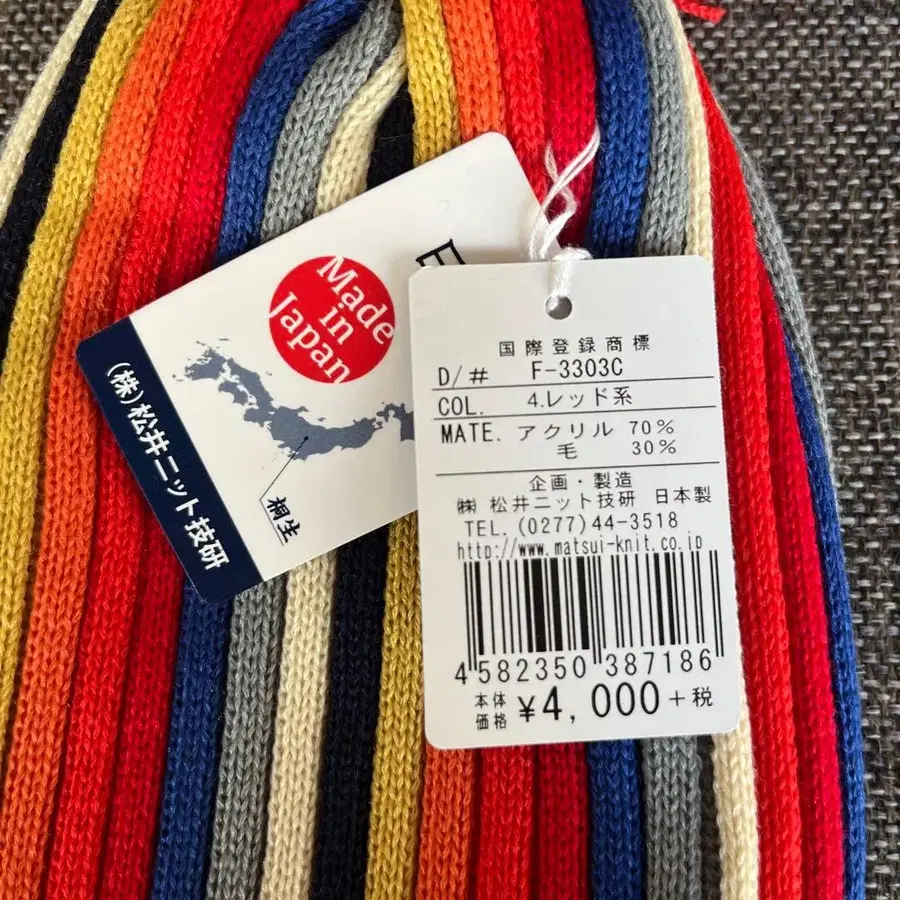 Made
in
Japan
桐生
(株)松井ニット技研
国際登録商標
D/# F-3303C
COL. 4.レッド系
MATE. アクリル 70%
毛 30%
企画・製造
㈱ 松井ニット技研 日本製
TEL. (0277)44-3518
http://www.matsui-knit.co.jp
4 582350 387186
本体価格 ¥4,000+税